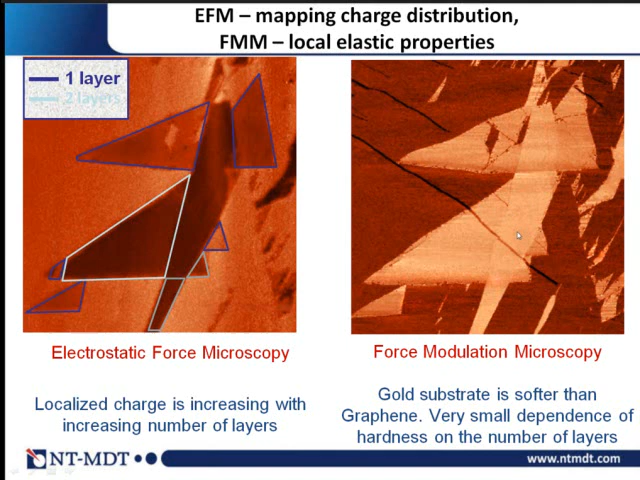 EFM – mapping charge distribution,
FMM – local elastic properties
1 layer
2 layers
Electrostatic Force Microscopy
Force Modulation Microscopy
Localized charge is increasing with
increasing number of layers
Gold substrate is softer than
Graphene. Very small dependence of
hardness on the number of layers
NT-MDT
www.ntmdt.com